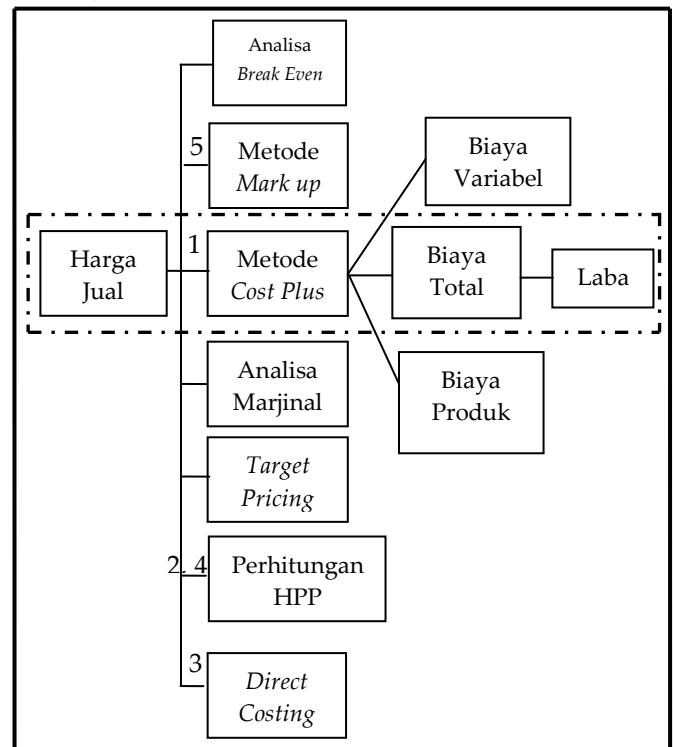 Analisa
Break Even
5
Metode
Mark up
Biaya
Variabel
Harga
Jual
1
Metode
Cost Plus
Biaya
Total
Laba
Analisa
Marjinal
Biaya
Produk
Target
Pricing
2. 4
Perhitungan
HPP
3
Direct
Costing